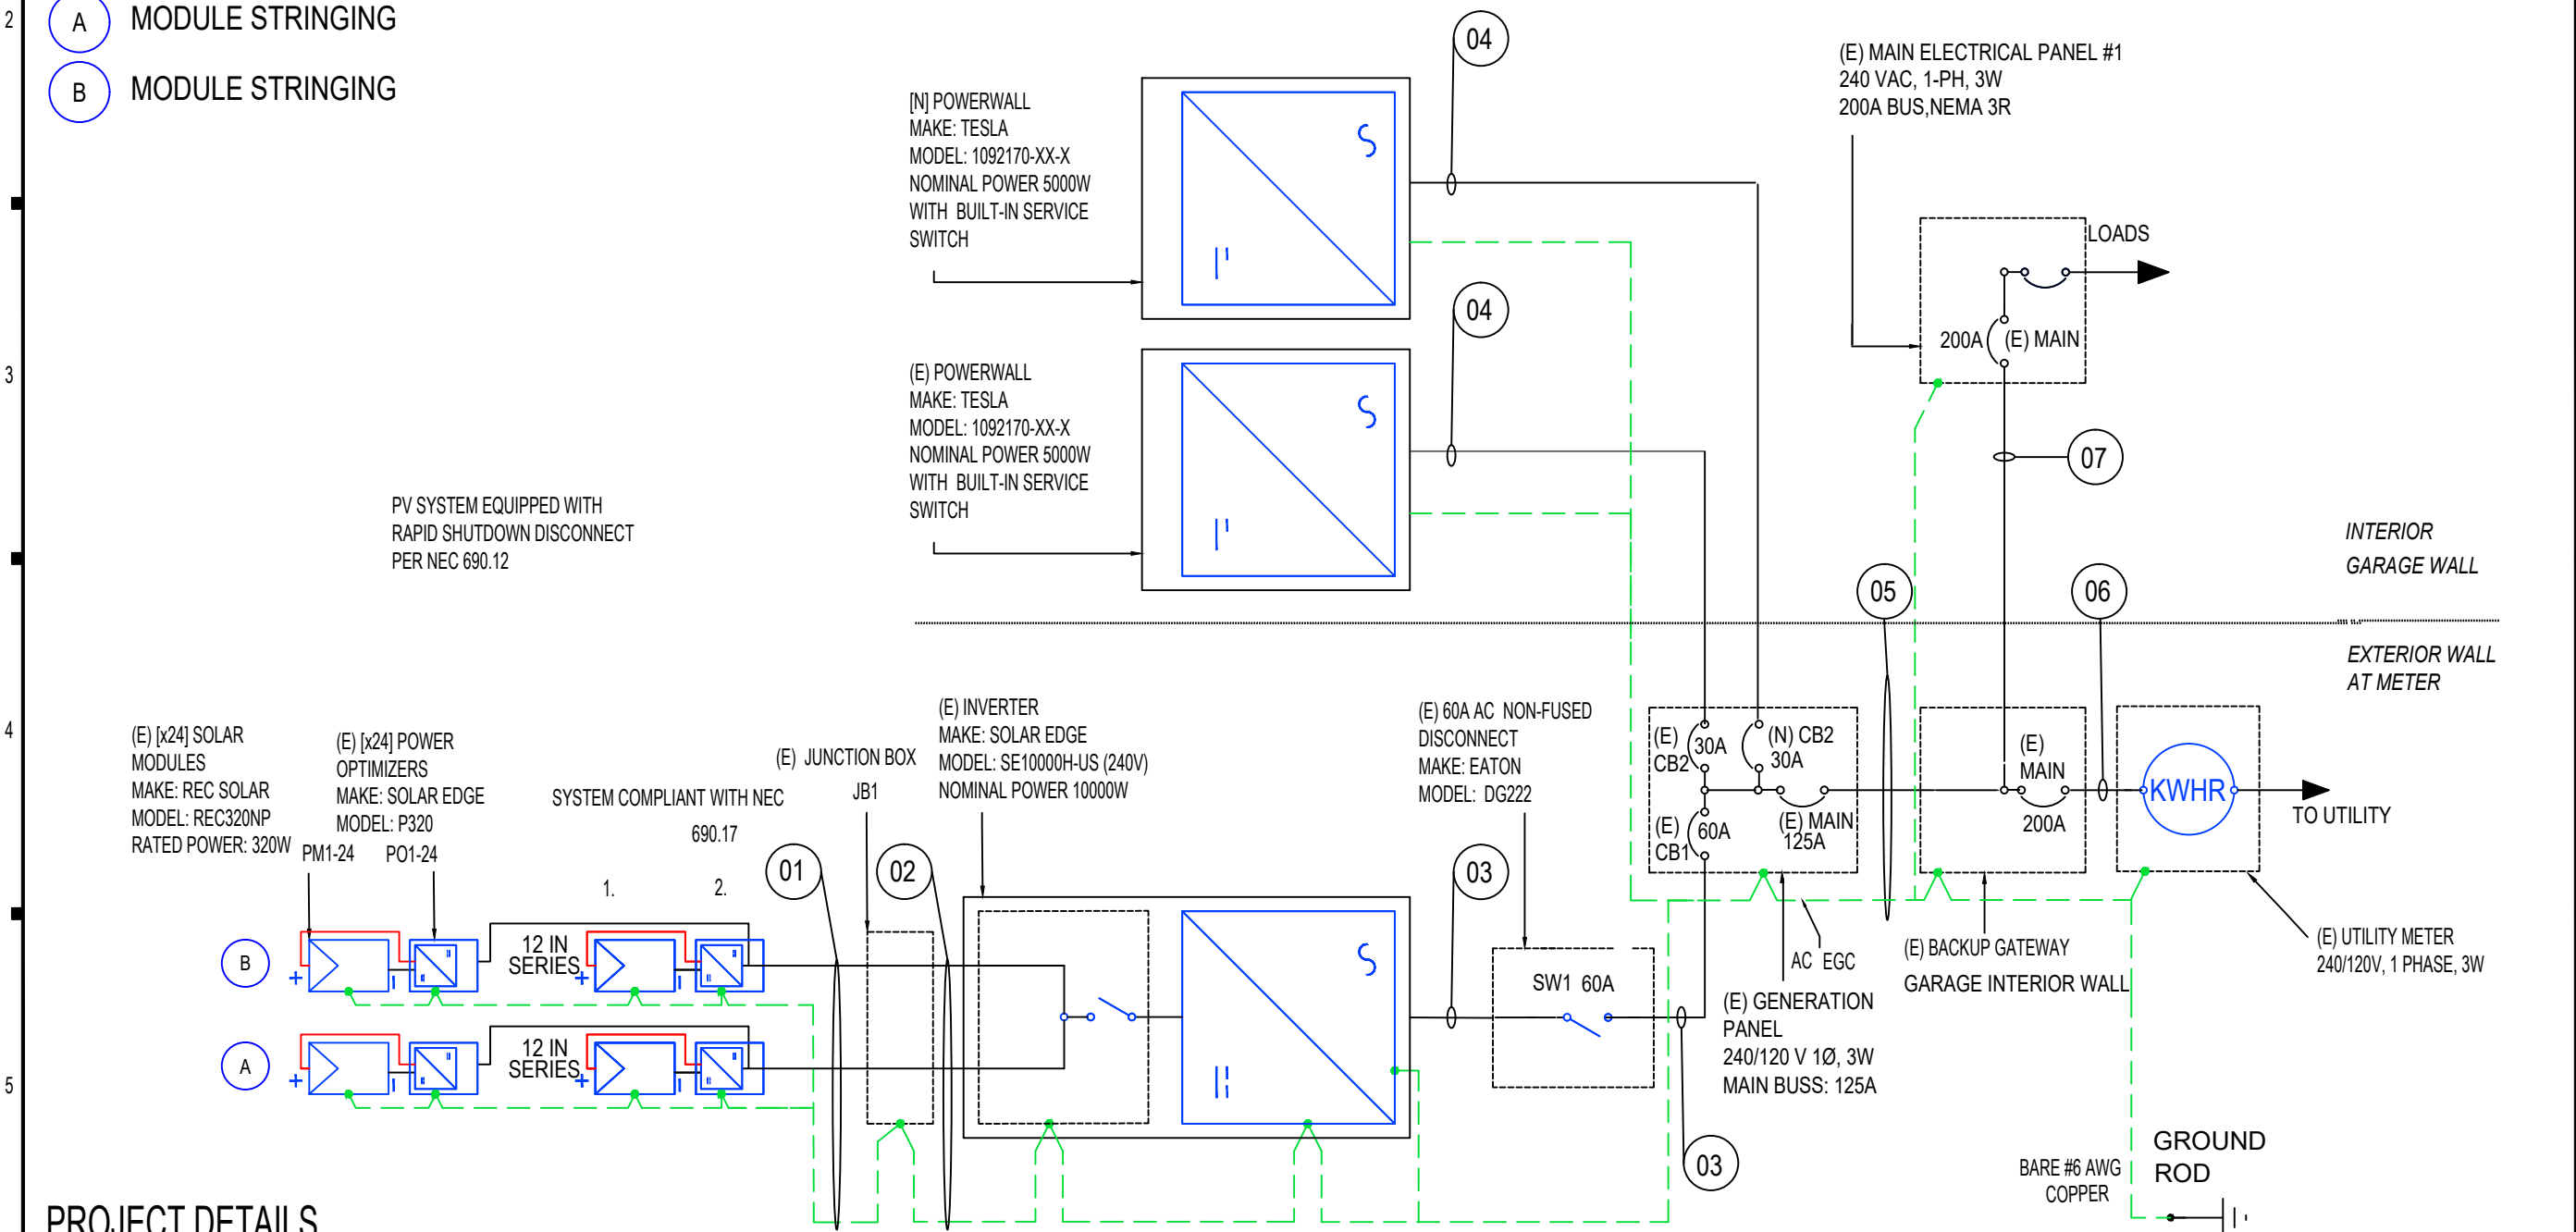 2
A
MODULE STRINGING
B
MODULE STRINGING
[N] POWERWALL
MAKE: TESLA
MODEL: 1092170-XX-X
NOMINAL POWER 5000W
WITH BUILT-IN SERVICE
SWITCH
04
(E) MAIN ELECTRICAL PANEL #1
240 VAC, 1-PH, 3W
200A BUS,NEMA 3R
LOADS
200A
(E) MAIN
3
04
(E) POWERWALL
MAKE: TESLA
MODEL: 1092170-XX-X
NOMINAL POWER 5000W
WITH BUILT-IN SERVICE
SWITCH
07
PV SYSTEM EQUIPPED WITH
RAPID SHUTDOWN DISCONNECT
PER NEC 690.12
INTERIOR
GARAGE WALL
05
06
EXTERIOR WALL
AT METER
4
(E) [x24] SOLAR
MODULES
MAKE: REC SOLAR
MODEL: REC320NP
RATED POWER: 320W
PM1-24
(E) [x24] POWER
OPTIMIZERS
MAKE: SOLAR EDGE
MODEL: P320
PO1-24
SYSTEM COMPLIANT WITH NEC
690.17
(E) JUNCTION BOX
JB1
(E) INVERTER
MAKE: SOLAR EDGE
MODEL: SE10000H-US (240V)
NOMINAL POWER 10000W
(E) 60A AC NON-FUSED
DISCONNECT
MAKE: EATON
MODEL: DG222
(E)
CB2
30A
(N) CB2
30A
(E)
CB1
60A
(E) MAIN
125A
(E)
MAIN
200A
KWHR
TO UTILITY
1.
2.
01
02
03
B
+
12 IN
SERIES
+
SW1 60A
AC EGC
(E) BACKUP GATEWAY
GARAGE INTERIOR WALL
(E) UTILITY METER
240/120V, 1 PHASE, 3W
(E) GENERATION
PANEL
240/120 V 1Ø, 3W
MAIN BUSS: 125A
5
A
+
12 IN
SERIES
+
03
GROUND
ROD
BARE #6 AWG
COPPER
PROJECT DETAILS